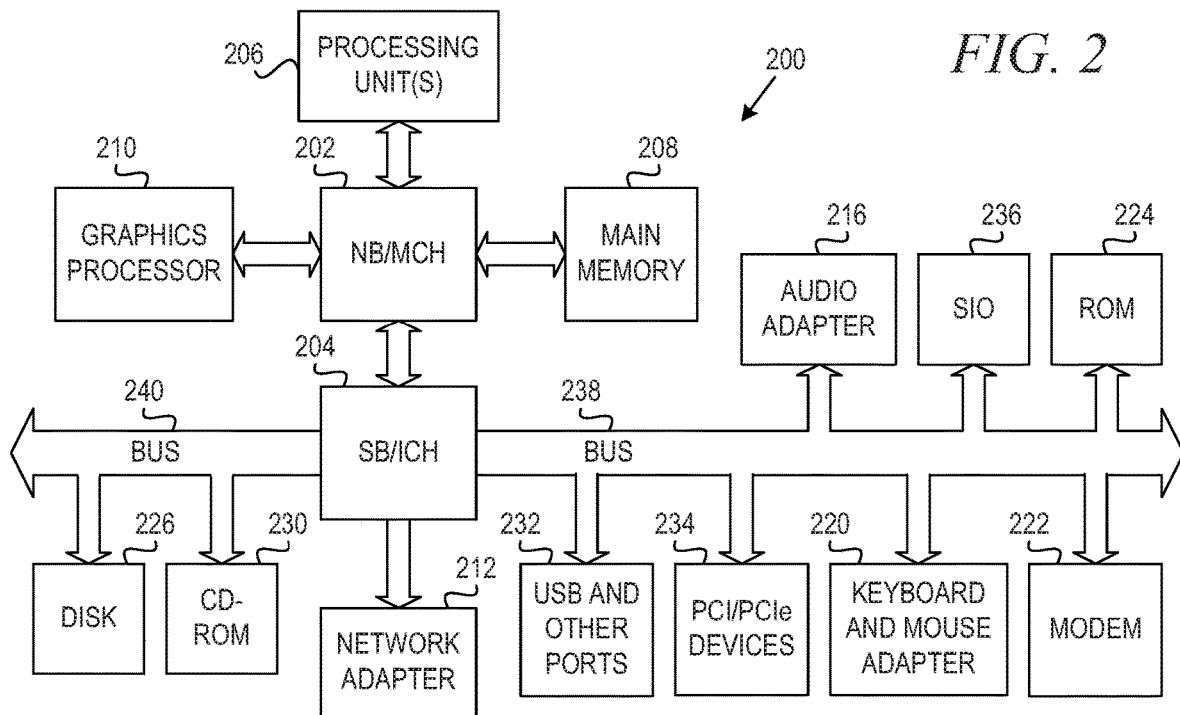 FIG. 2
200
206
PROCESSING
UNIT(S)
210
202
208
GRAPHICS
PROCESSOR
NB/MCH
MAIN
MEMORY
216
236
224
AUDIO
ADAPTER
SIO
ROM
204
240
238
BUS
SB/ICH
BUS
226
230
232
234
220
222
212
DISK
CD-
ROM
NETWORK
ADAPTER
USB AND
OTHER
PORTS
PCI/PCIe
DEVICES
KEYBOARD
AND MOUSE
ADAPTER
MODEM